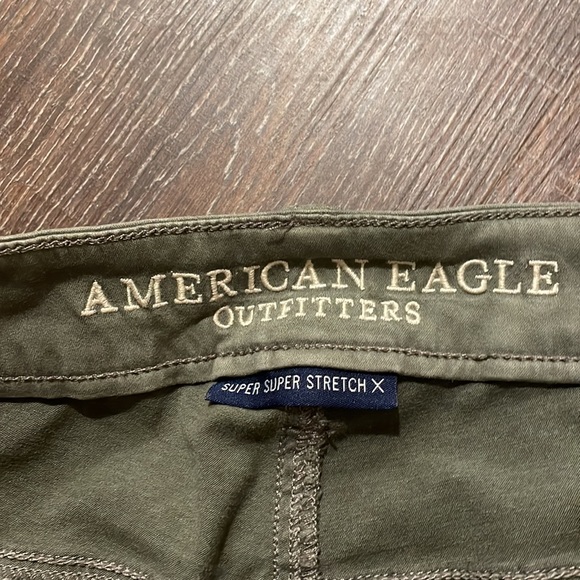 AMERICAN EAGLE
OUTFITTERS
SUPER SUPER STRETCH X